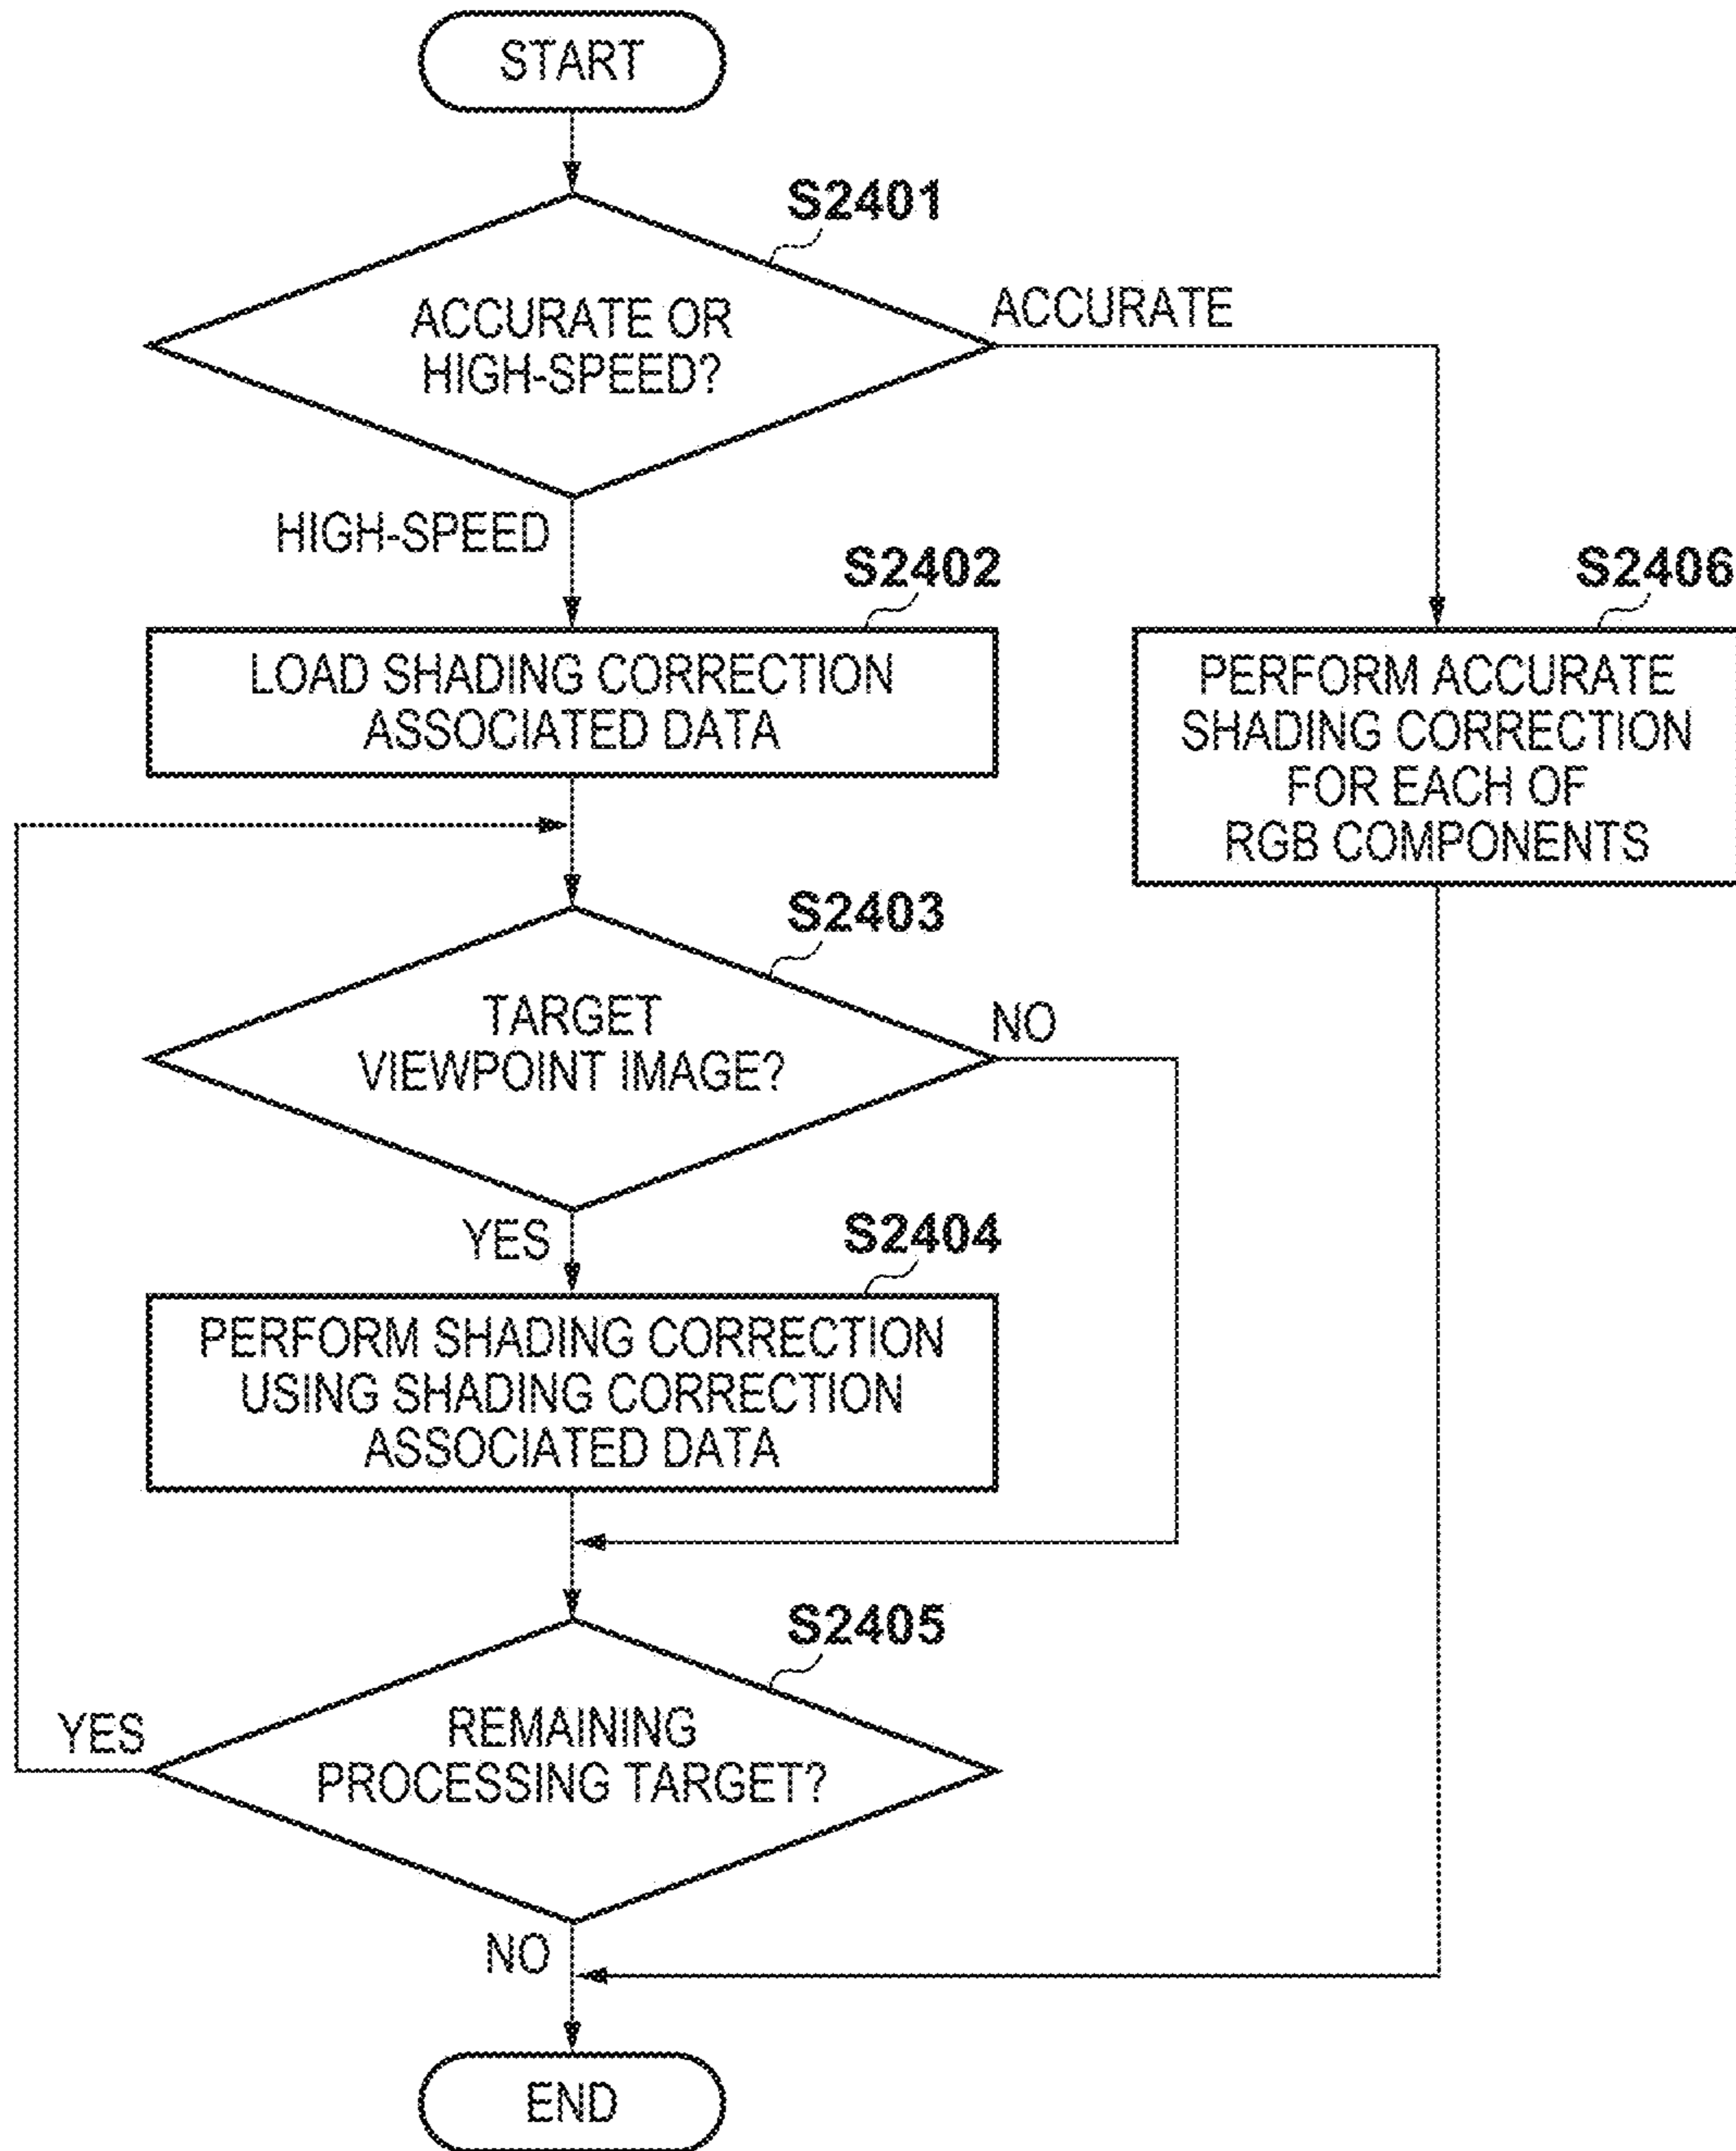 START
S2401
ACCURATE OR
HIGH-SPEED?
ACCURATE
HIGH-SPEED
S2402
LOAD SHADING CORRECTION
ASSOCIATED DATA
S2406
PERFORM ACCURATE
SHADING CORRECTION
FOR EACH OF
RGB COMPONENTS
S2403
TARGET
VIEWPOINT IMAGE?
NO
YES
S2404
PERFORM SHADING CORRECTION
USING SHADING CORRECTION
ASSOCIATED DATA
S2405
REMAINING
PROCESSING TARGET?
YES
NO
END